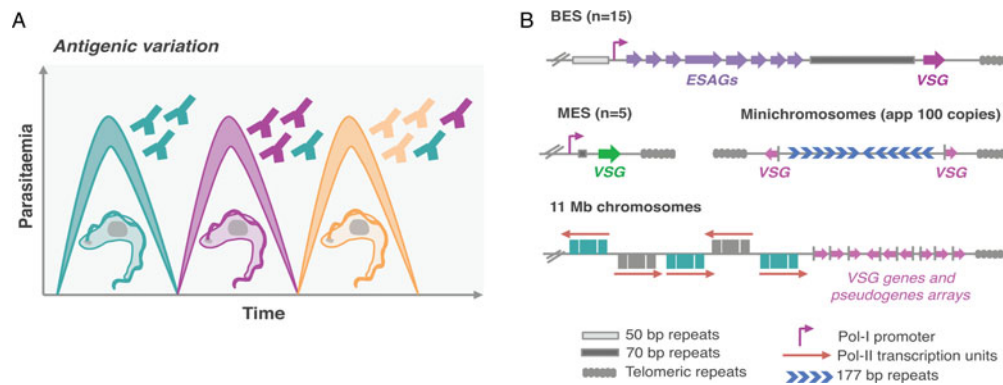 A
Antigenic variation
Parasitaemia
Time
B
BES (n=15)
ESAGs
VSG
MES (n=5)
Minichromosomes (app 100 copies)
VSG
VSG
VSG
11 Mb chromosomes
VSG genes and
pseudogenes arrays
50 bp repeats
70 bp repeats
Telomeric repeats
Pol-I promoter
Pol-II transcription units
177 bp repeats